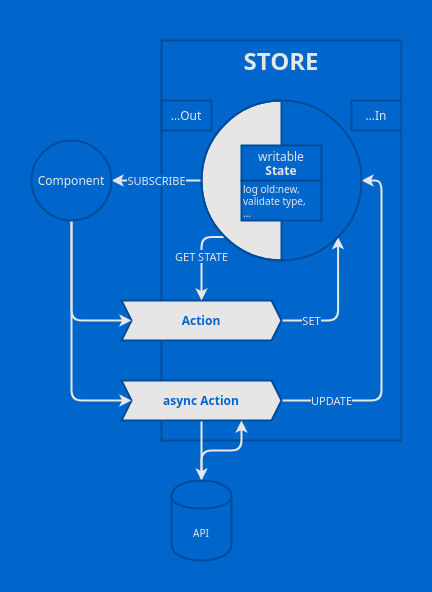 STORE
...Out
...In
writable
State
Component
SUBSCRIBE
log old:new,
validate type,
...
GET STATE
Action
SET
async Action
UPDATE
API